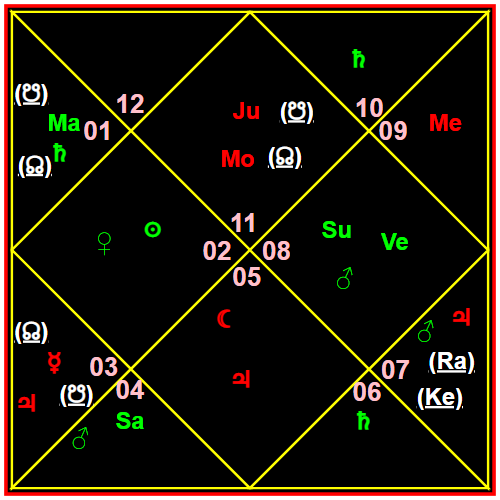 ħ
(☋)
12
10
Ma
Ju (☋)
Me
01
09
(☊) ħ
Mo (☊)
11
♀ ☉
Su
Ve
02 08
05
♂
☾
(☊)
♂ ♃
☿
03
07
(Ra)
♃ (☋)
04
♃
06
(Ke)
♂
Sa
ħ